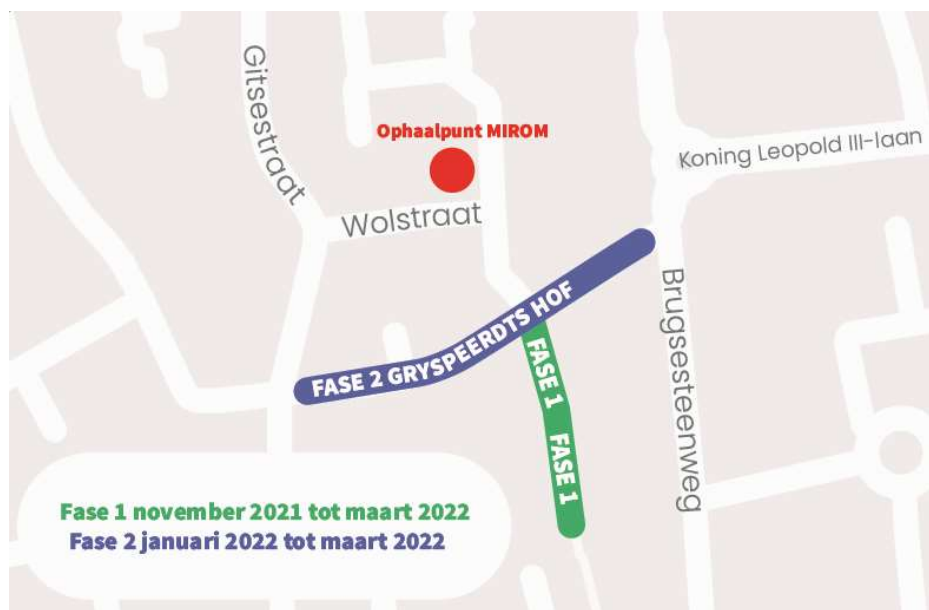 Gitsestraat
Ophaalpunt MIROM
Koning Leopold III-laan
Wolstraat
Brugsesteenweg
FASE 2 GRYSPEERDTS HOF
FASE 1
FASE 1
Fase 1 november 2021 tot maart 2022
Fase 2 januari 2022 tot maart 2022